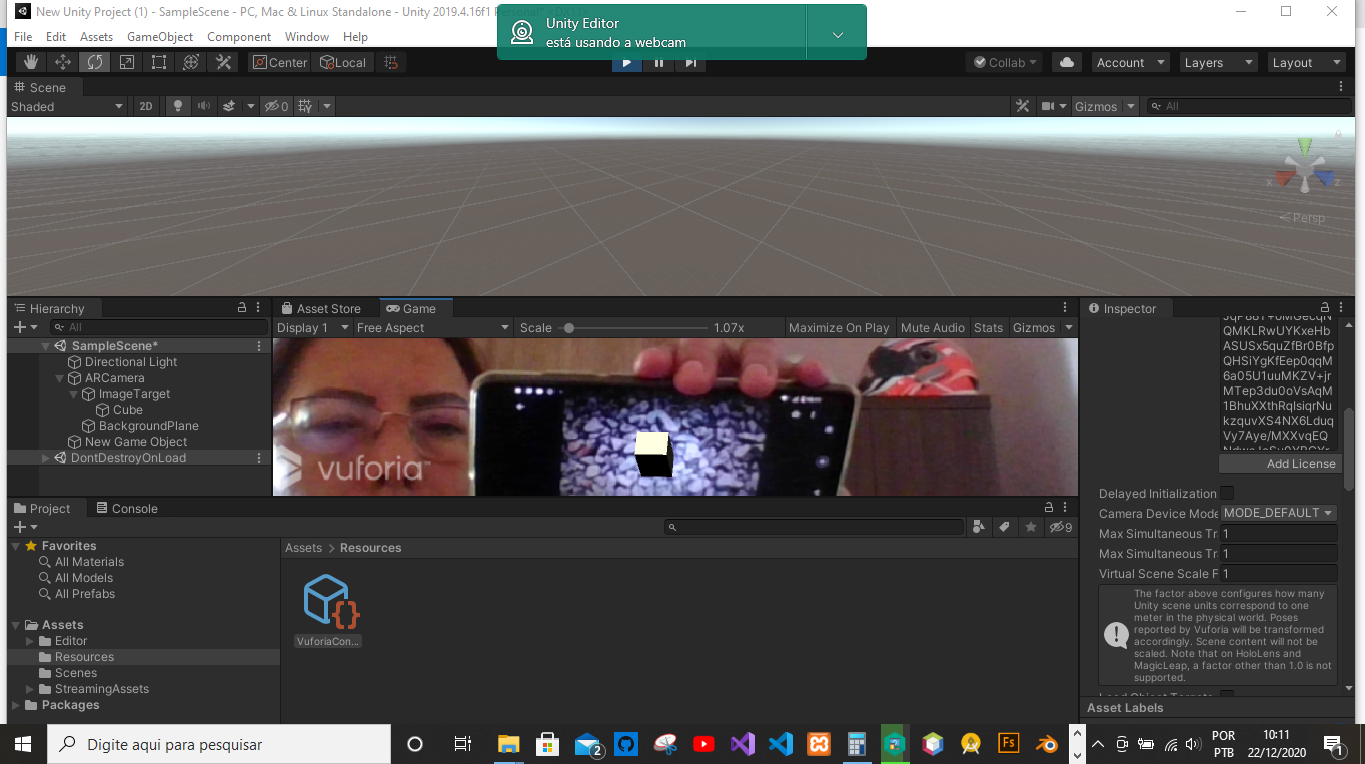 New Unity Project (1) - SampleScene - PC, Mac & Linux Standalone - Unity 2019.4.16f1 Personal
Unity Editor
está usando a webcam
File Edit Assets GameObject Component Window Help
Center Local Collab Account Layers Layout
Scene
Shaded 2D 0 Gizmos All
x z
Persp
Hierarchy
All
SampleScene*
Directional Light
ARCamera
ImageTarget
Cube
BackgroundPlane
New Game Object
DontDestroyOnLoad
Asset Store Game
Display 1 Free Aspect Scale 1.07x Maximize On Play Mute Audio Stats Gizmos
vuforia™
Inspector
QMKLRwUYKxeHb
ASUSx5quZfBr0Bfp
QHSiYgKfEep0qqM
6a05U1uuMKZV+jr
MTep3du0oVsAqM
1BhuXXthRqIsiqrNu
kzquvXS4NX6Lduq
Vy7Aye/MXXvqEQ
Add License
Delayed Initialization
Camera Device Mode MODE_DEFAULT
Max Simultaneous Tr 1
Max Simultaneous Tr 1
Virtual Scene Scale F 1
The factor above configures how many
Unity scene units correspond to one
meter in the physical world. Poses
reported by Vuforia will be transformed
accordingly. Scene content will not be
scaled. Note that on HoloLens and
MagicLeap, a factor other than 1.0 is not
supported.
Load Object Targets
Asset Labels
Project Console
9
Favorites
All Materials
All Models
All Prefabs
Assets
Editor
Resources
Scenes
StreamingAssets
Packages
Assets > Resources
VuforiaCon...
Digite aqui para pesquisar
2
Fs
POR
PTB
10:11
22/12/2020
1